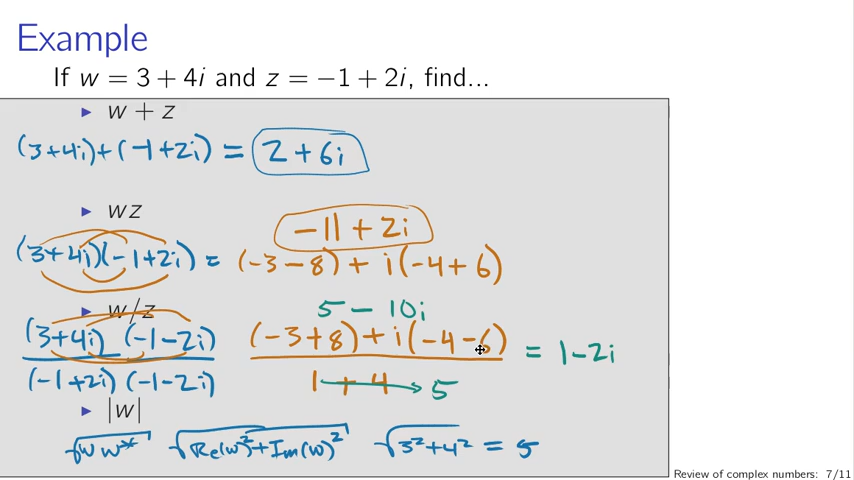 Example
If w = 3 + 4i and z = −1 + 2i, find...
▶ w + z
(3+4i)+(-1+2i) = 2+6i
▶ wz
-11 + 2i
(3+4i)(-1+2i) = (-3-8) + i(-4+6)
▶ w/z
5 - 10i
(3+4i) (-1-2i) (-3+8)+i(-4-6)
= 1-2i
(-1+2i) (-1-2i) 1+4 → 5
▶ |w|
√ww* √Re(w)²+Im(w)² √3²+4² = 5
Review of complex numbers: 7/11